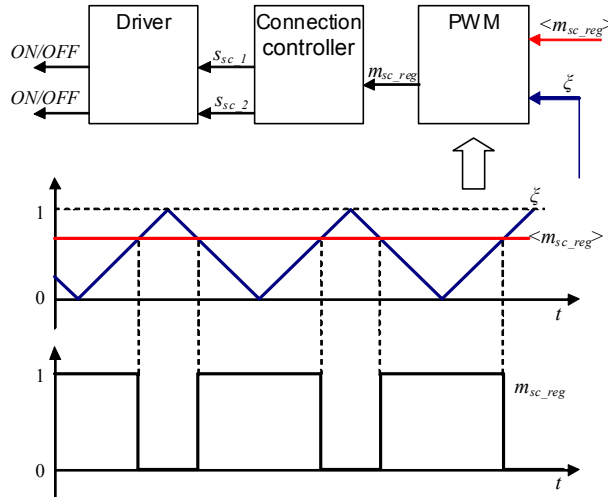 Driver
Connection
controller
PWM
<m_sc_reg>
ON/OFF
s_sc_1
m_sc_reg
ξ
ON/OFF
s_sc_2
1
ξ
<m_sc_reg>
0
t
1
m_sc_reg
0
t